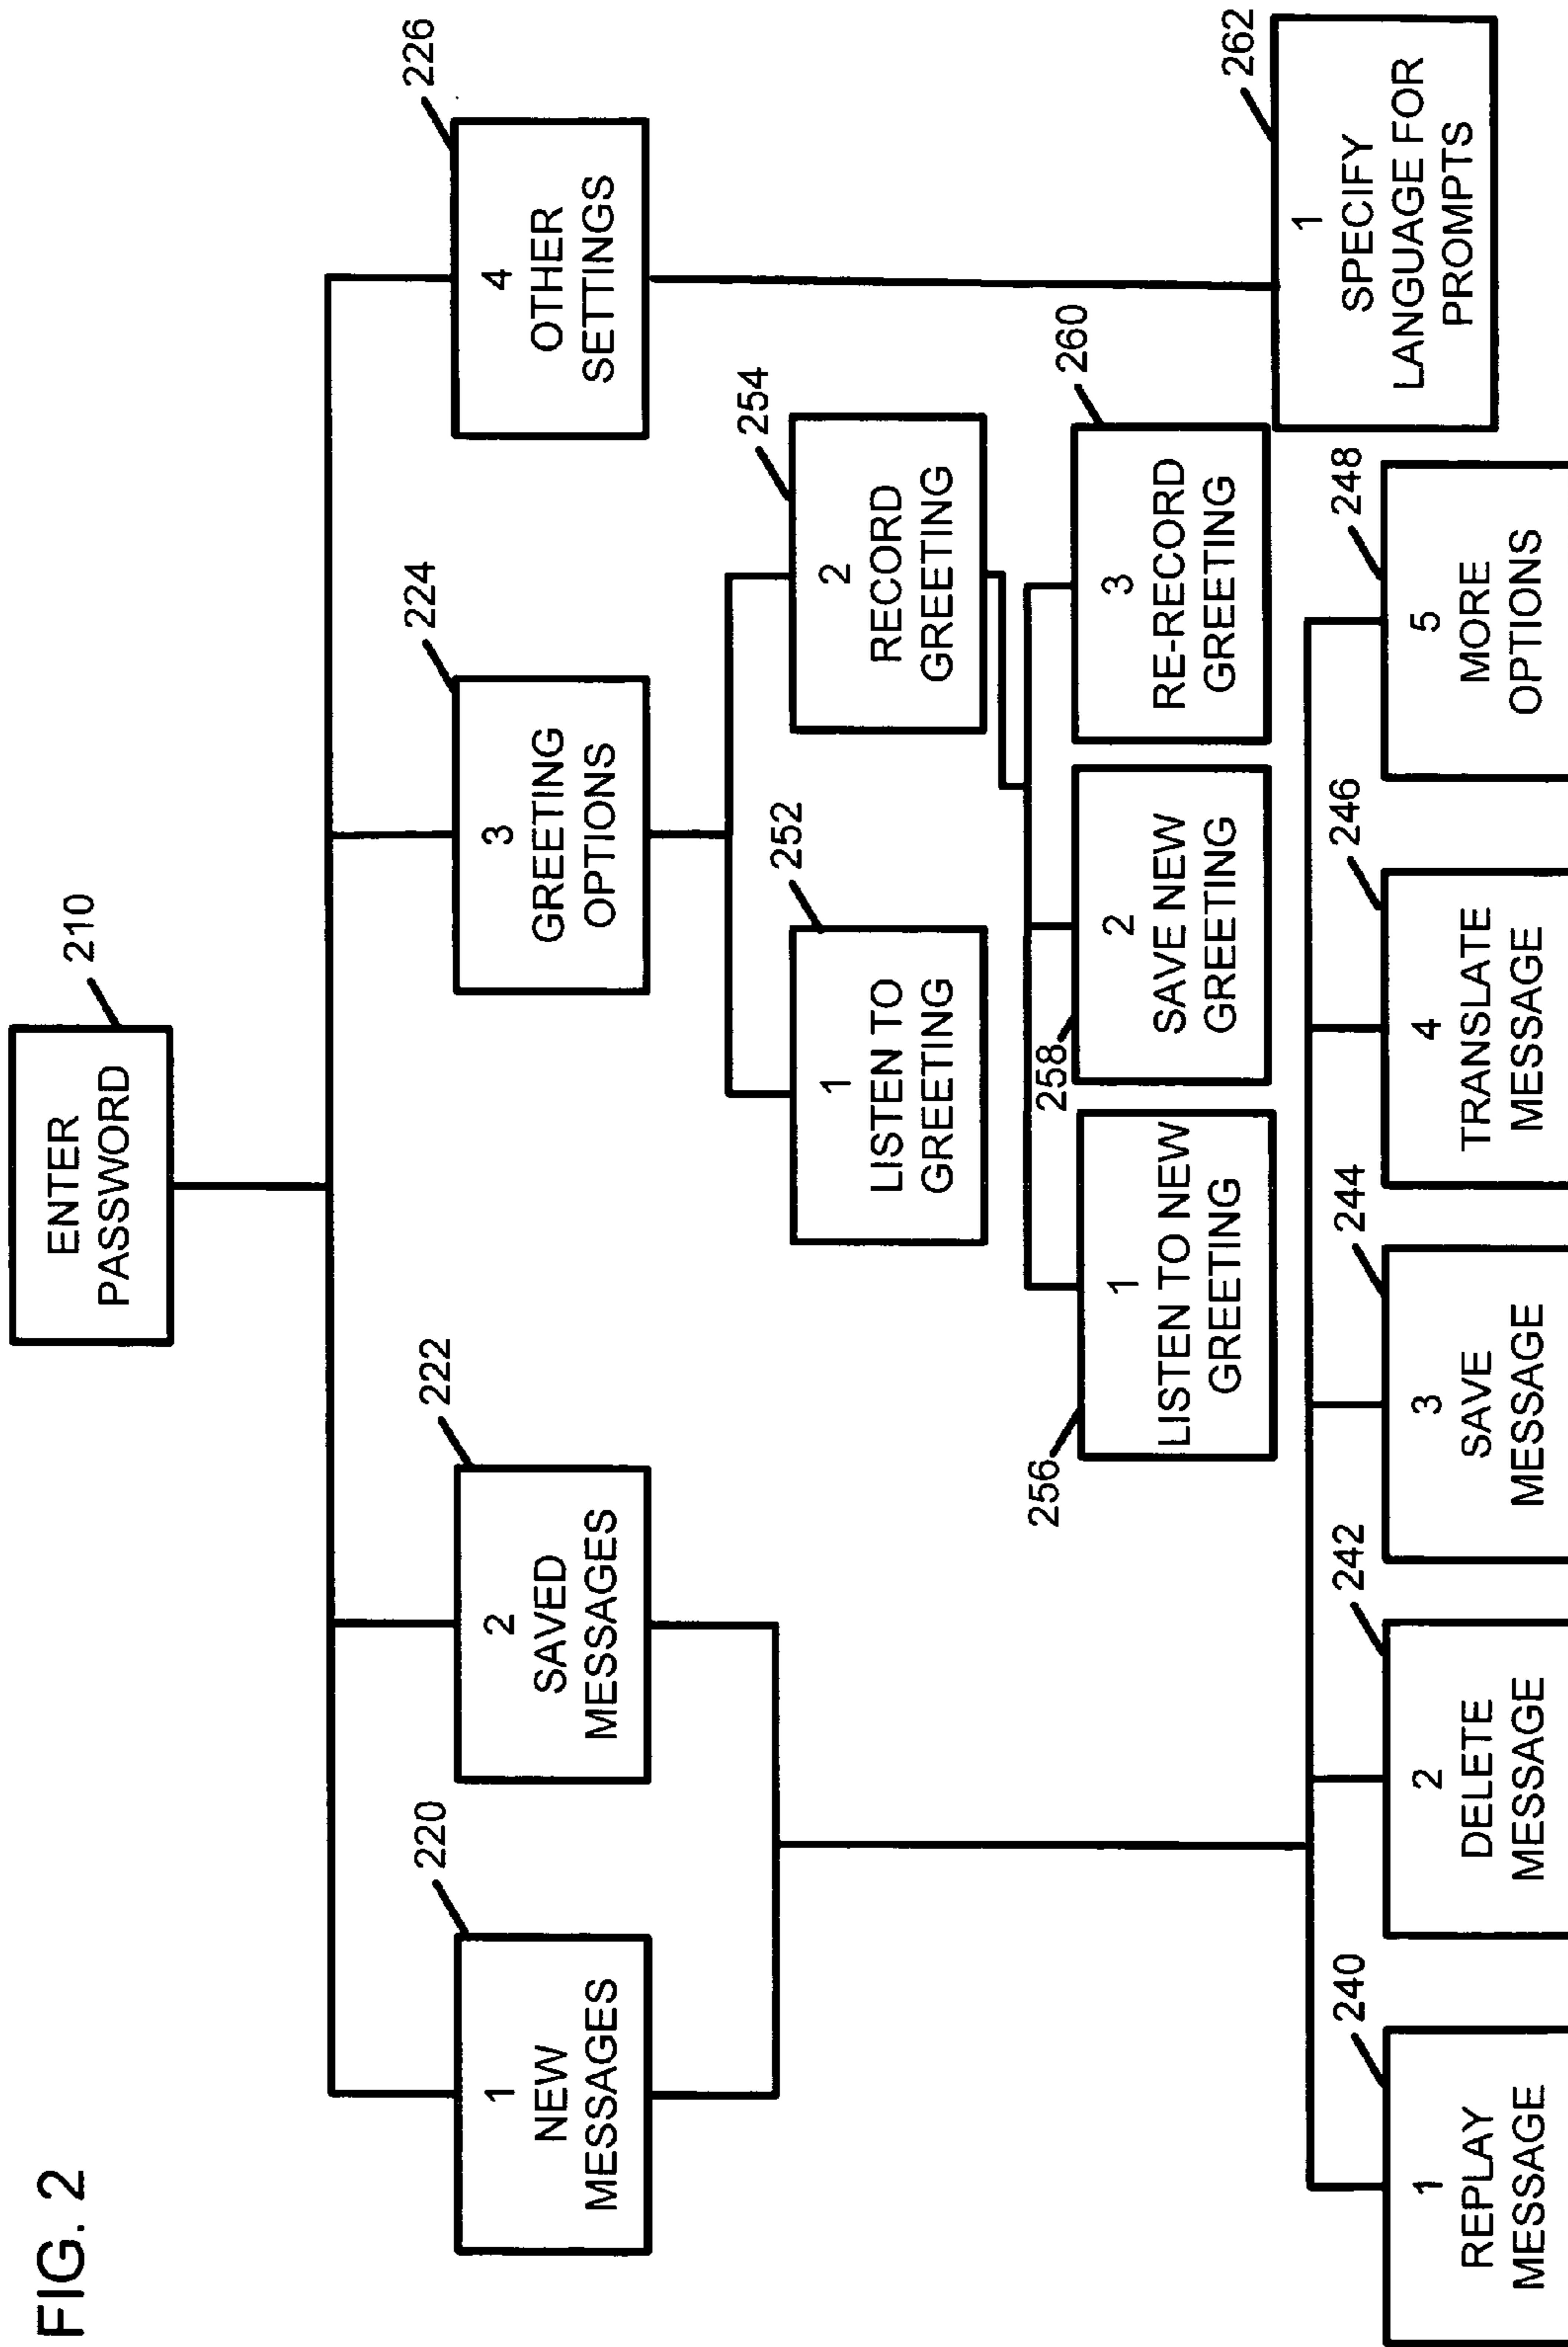 FIG. 2
ENTER
PASSWORD
210
1
NEW
MESSAGES
220
2
SAVED
MESSAGES
222
3
GREETING
OPTIONS
224
4
OTHER
SETTINGS
226
1
LISTEN TO
GREETING
252
2
RECORD
GREETING
254
1
LISTEN TO NEW
GREETING
256
2
SAVE NEW
GREETING
258
3
RE-RECORD
GREETING
260
1
SPECIFY
LANGUAGE FOR
PROMPTS
262
1
REPLAY
MESSAGE
240
2
DELETE
MESSAGE
242
3
SAVE
MESSAGE
244
4
TRANSLATE
MESSAGE
246
5
MORE
OPTIONS
248